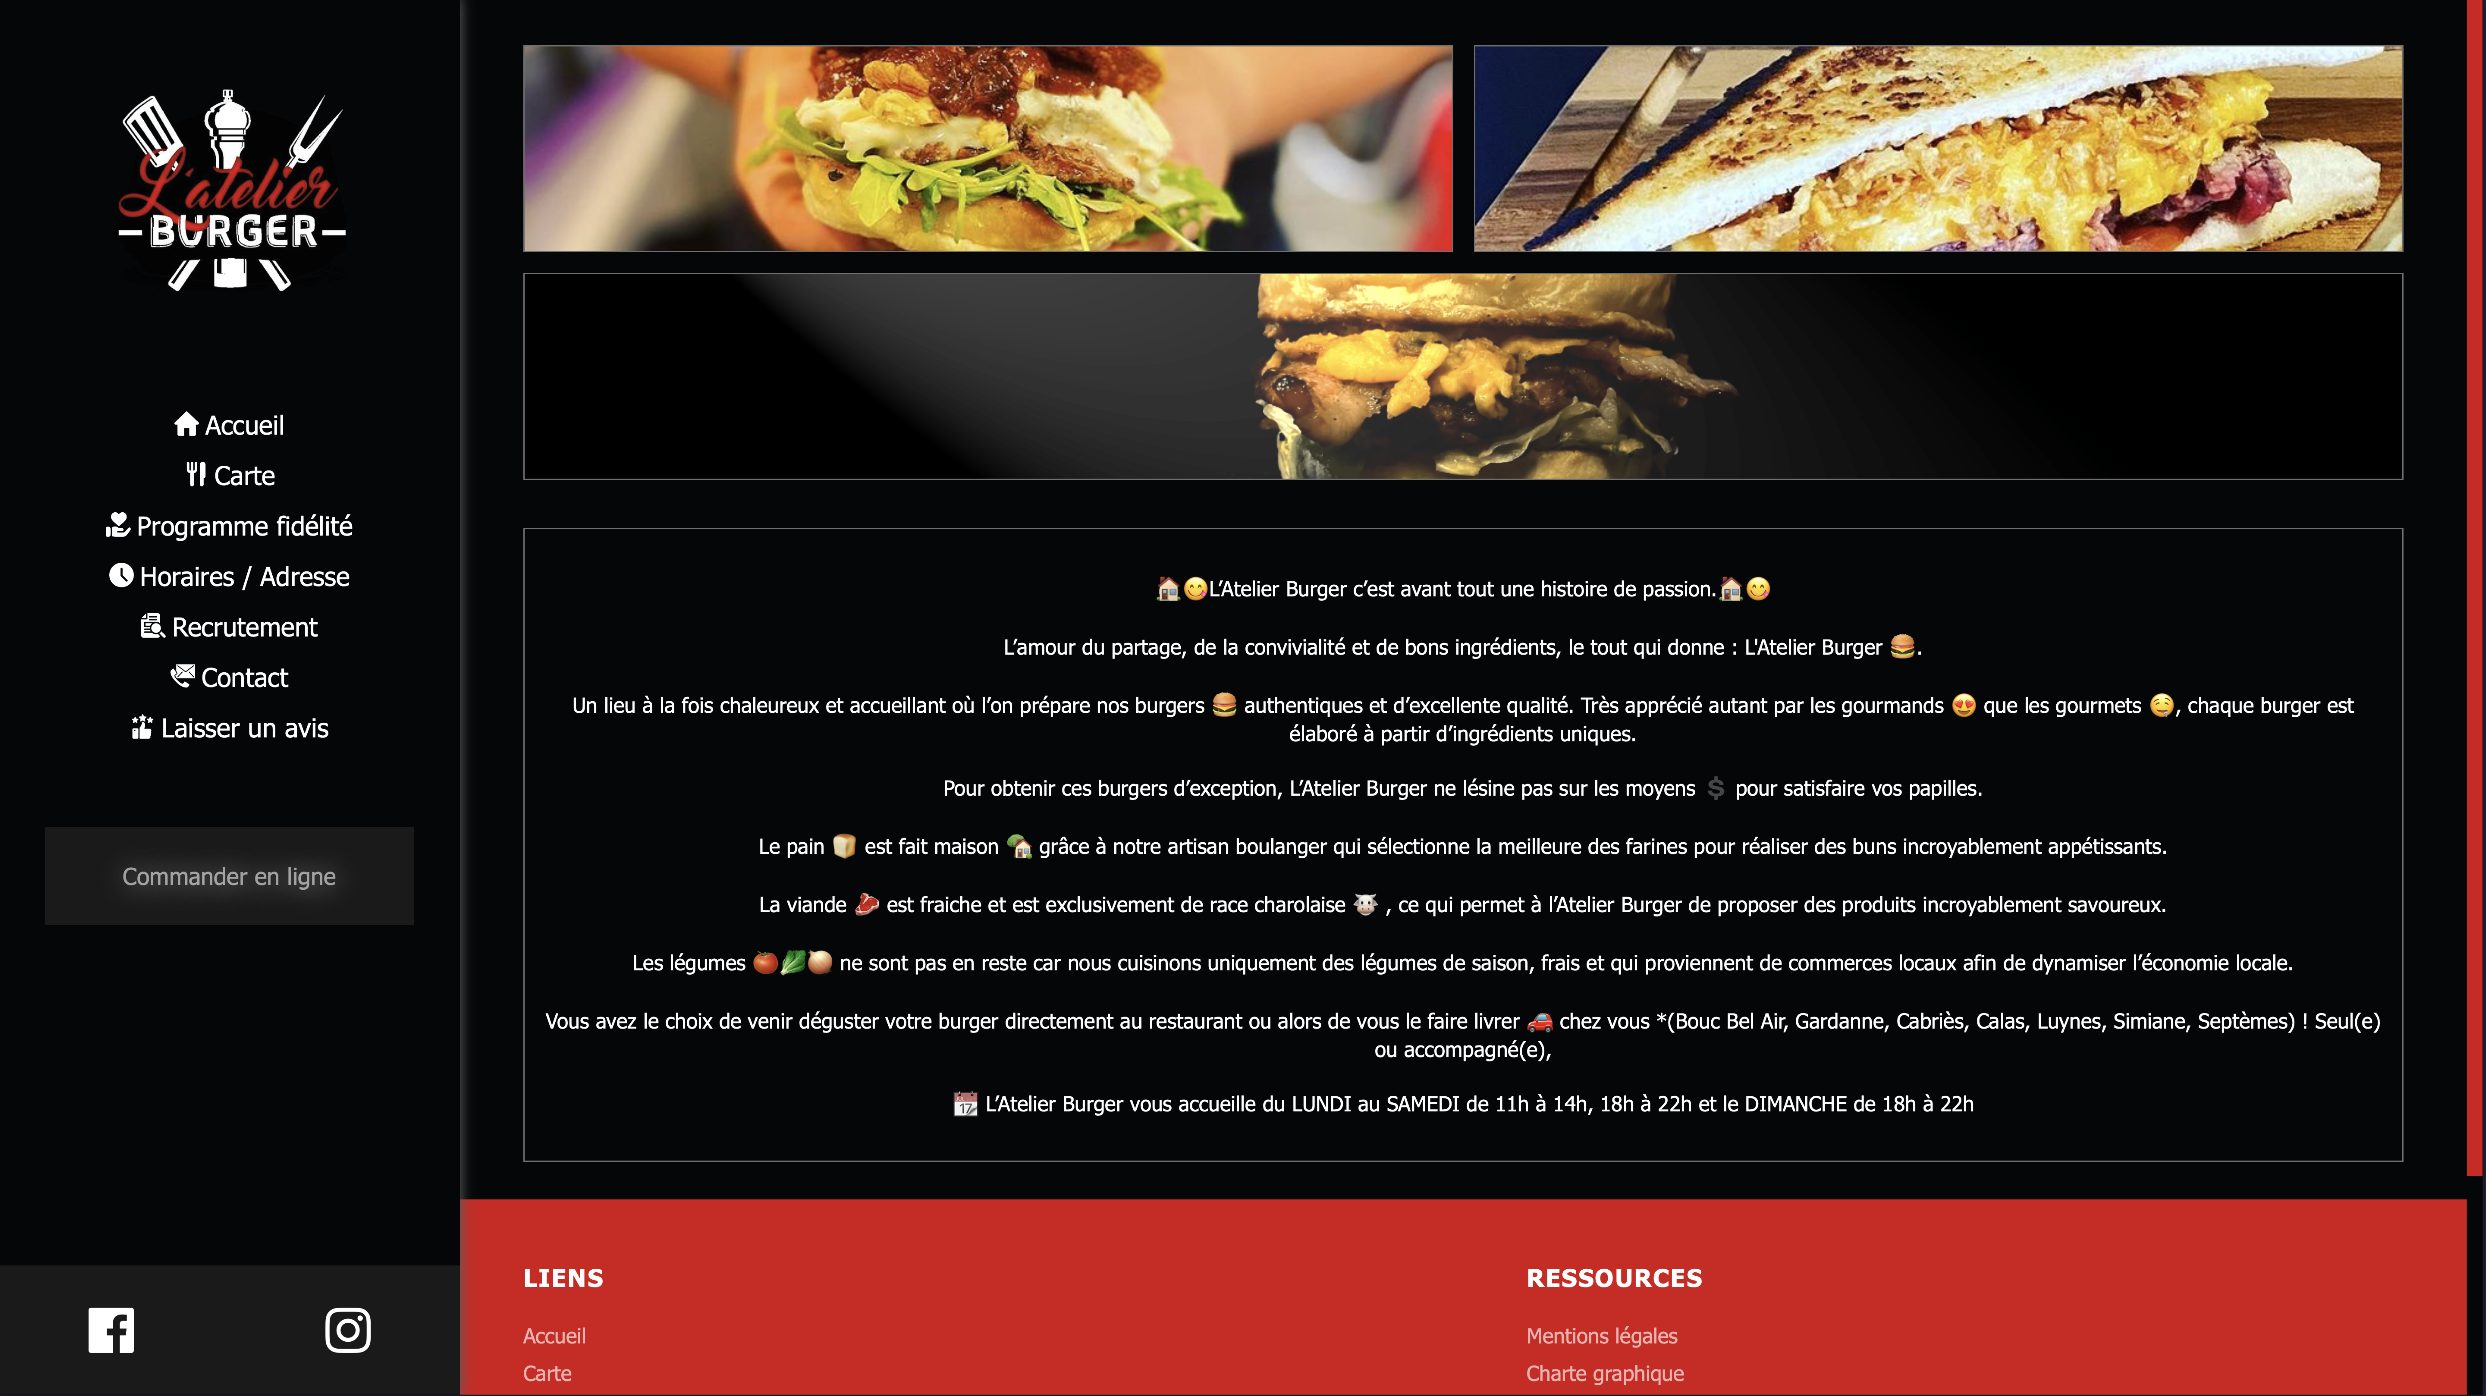 L'atelier
BURGER
Accueil
Carte
Programme fidélité
Horaires / Adresse
Recrutement
Contact
Laisser un avis
Commander en ligne
🏠😋L’Atelier Burger c’est avant tout une histoire de passion.🏠😋
L’amour du partage, de la convivialité et de bons ingrédients, le tout qui donne : L'Atelier Burger 🍔.
Un lieu à la fois chaleureux et accueillant où l’on prépare nos burgers 🍔 authentiques et d’excellente qualité. Très apprécié autant par les gourmands 😍 que les gourmets 🤤, chaque burger est
élaboré à partir d’ingrédients uniques.
Pour obtenir ces burgers d’exception, L’Atelier Burger ne lésine pas sur les moyens 💲 pour satisfaire vos papilles.
Le pain 🍞 est fait maison 🏡 grâce à notre artisan boulanger qui sélectionne la meilleure des farines pour réaliser des buns incroyablement appétissants.
La viande 🥩 est fraiche et est exclusivement de race charolaise 🐮 , ce qui permet à l’Atelier Burger de proposer des produits incroyablement savoureux.
Les légumes 🍅🥬🧅 ne sont pas en reste car nous cuisinons uniquement des légumes de saison, frais et qui proviennent de commerces locaux afin de dynamiser l’économie locale.
Vous avez le choix de venir déguster votre burger directement au restaurant ou alors de vous le faire livrer 🚗 chez vous *(Bouc Bel Air, Gardanne, Cabriès, Calas, Luynes, Simiane, Septèmes) ! Seul(e)
ou accompagné(e),
📆 L’Atelier Burger vous accueille du LUNDI au SAMEDI de 11h à 14h, 18h à 22h et le DIMANCHE de 18h à 22h
LIENS
Accueil
Carte
RESSOURCES
Mentions légales
Charte graphique